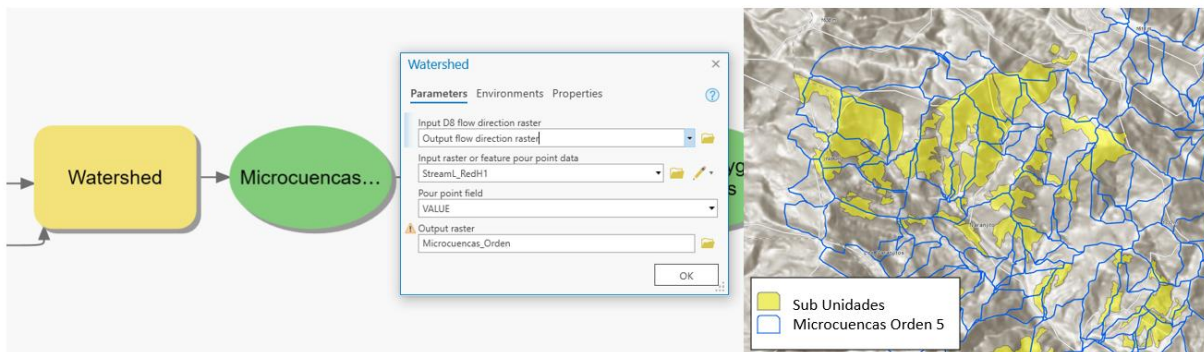 Watershed
Microcuencas...
Watershed
Parameters Environments Properties
Input D8 flow direction raster
Output flow direction raster
Input raster or feature pour point data
StreamL_RedH1
Pour point field
VALUE
Output raster
Microcuencas_Orden
OK
yg
s
Sub Unidades
Microcuencas Orden 5